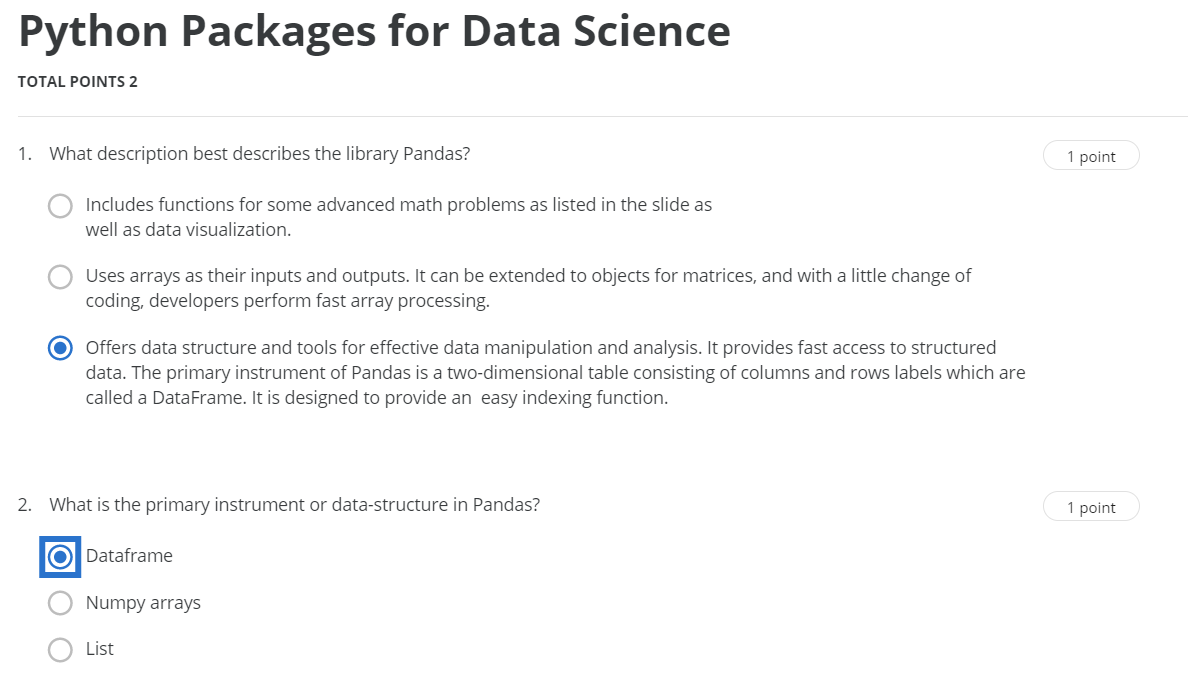 Python Packages for Data Science
TOTAL POINTS 2
1. What description best describes the library Pandas?
1 point
Includes functions for some advanced math problems as listed in the slide as
well as data visualization.
Uses arrays as their inputs and outputs. It can be extended to objects for matrices, and with a little change of
coding, developers perform fast array processing.
Offers data structure and tools for effective data manipulation and analysis. It provides fast access to structured
data. The primary instrument of Pandas is a two-dimensional table consisting of columns and rows labels which are
called a DataFrame. It is designed to provide an  easy indexing function.
2. What is the primary instrument or data-structure in Pandas?
1 point
Dataframe
Numpy arrays
List